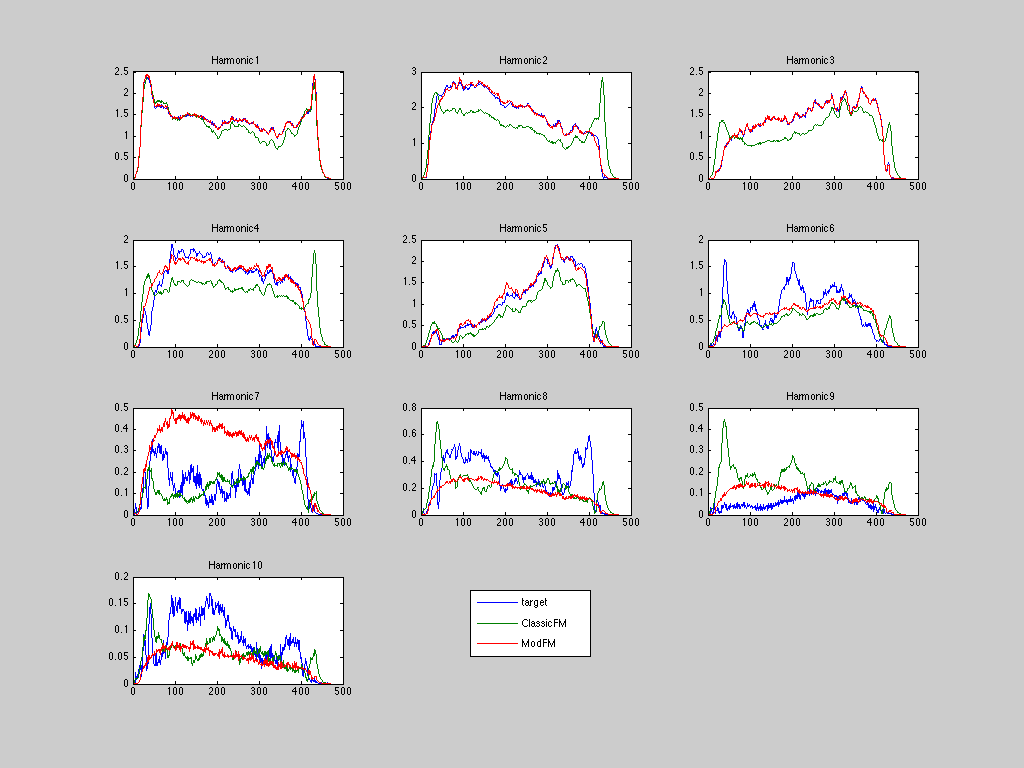 Harmonic1 Harmonic2 Harmonic3
2.5 3 2.5
2 2
1.5 2 1.5
1 1 1
0.5 0.5
0 0 0
0 100 200 300 400 500 0 100 200 300 400 500 0 100 200 300 400 500
Harmonic4 Harmonic5 Harmonic6
2 2.5 2
1.5 2 1.5
1 1.5 1
0.5 1 0.5
0 0.5 0
0
0 100 200 300 400 500 0 100 200 300 400 500 0 100 200 300 400 500
Harmonic7 Harmonic8 Harmonic9
0.5 0.8 0.5
0.4 0.6 0.4
0.3 0.4 0.3
0.2 0.2 0.2
0.1 0 0.1
0 0
0 100 200 300 400 500 0 100 200 300 400 500 0 100 200 300 400 500
Harmonic10
0.2
0.15
0.1
0.05
0
0 100 200 300 400 500
target
ClassicFM
ModFM